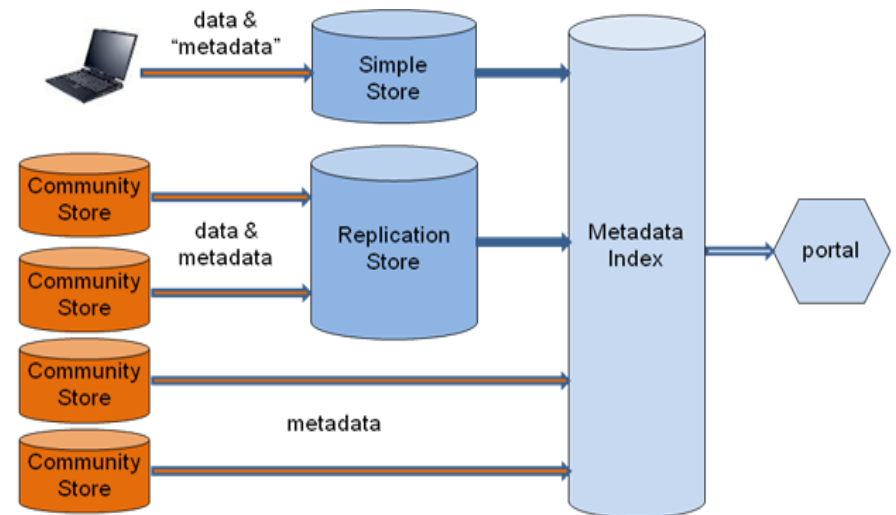 data &
“metadata”
Simple
Store
Community
Store
data &
metadata
Replication
Store
Metadata
Index
portal
Community
Store
Community
Store
metadata
Community
Store